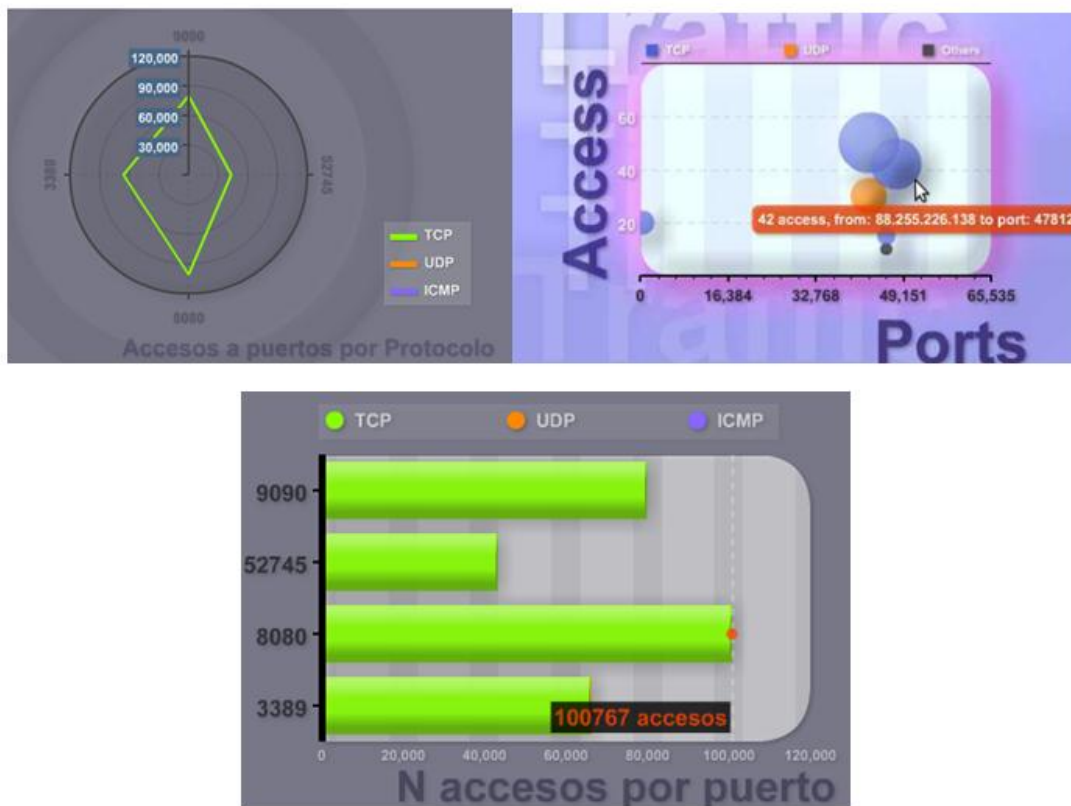 9090
120,000
90,000
60,000
30,000
3389
52745
8080
TCP
UDP
ICMP
Accesos a puertos por Protocolo
Traffic
TCP
UDP
Others
Access
60
40
20
42 access, from: 88.255.226.138 to port: 47812
0
16,384
32,768
49,151
65,535
Ports
TCP
UDP
ICMP
9090
52745
8080
3389
100767 accesos
0
20,000
40,000
60,000
80,000
100,000
120,000
N accesos por puerto